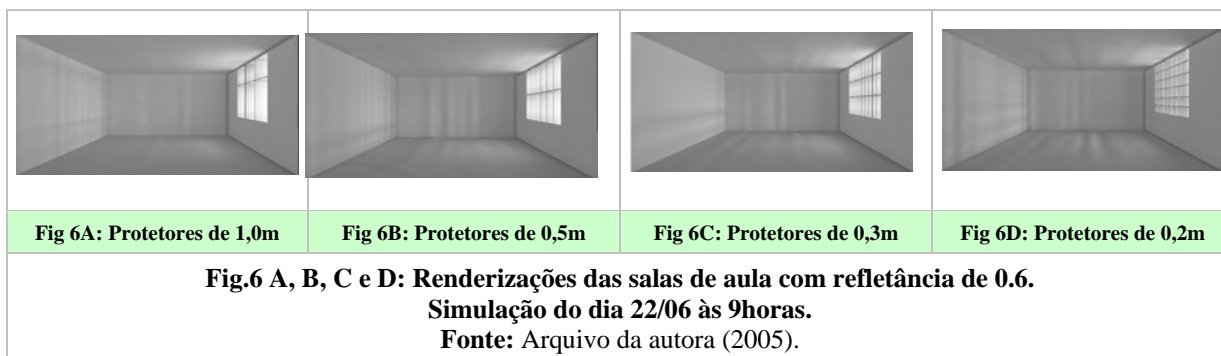 Fig 6A: Protetores de 1,0m
Fig 6B: Protetores de 0,5m
Fig 6C: Protetores de 0,3m
Fig 6D: Protetores de 0,2m
Fig.6 A, B, C e D: Renderizações das salas de aula com refletância de 0.6.
Simulação do dia 22/06 às 9horas.
Fonte: Arquivo da autora (2005).